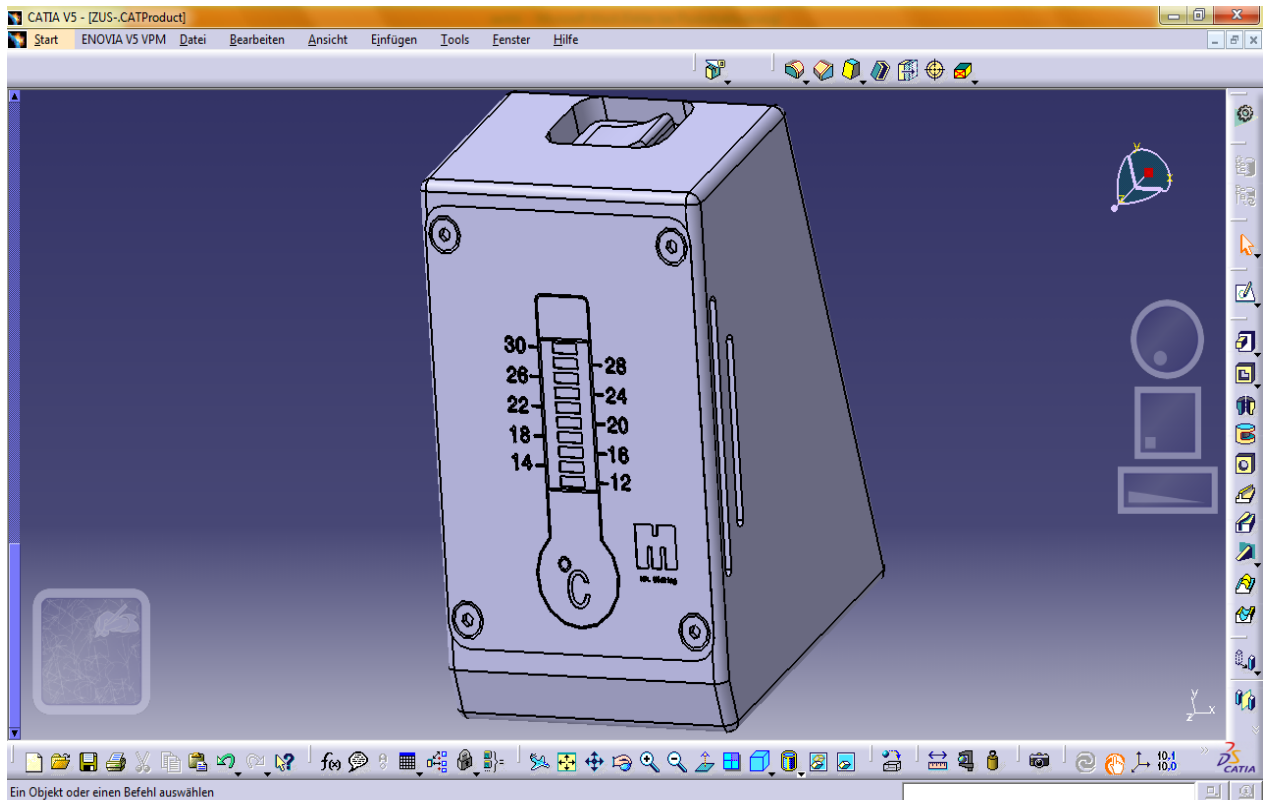 CATIA V5 - [ZUS-.CATProduct]
Start ENOVIA V5 VPM Datei Bearbeiten Ansicht Einfügen Tools Fenster Hilfe
Y
X
Z
30
28
26
24
22
20
18
16
14
12
°C
m
Y
X
Z
f(x)
10.1
10.0
CATIA
Ein Objekt oder einen Befehl auswählen